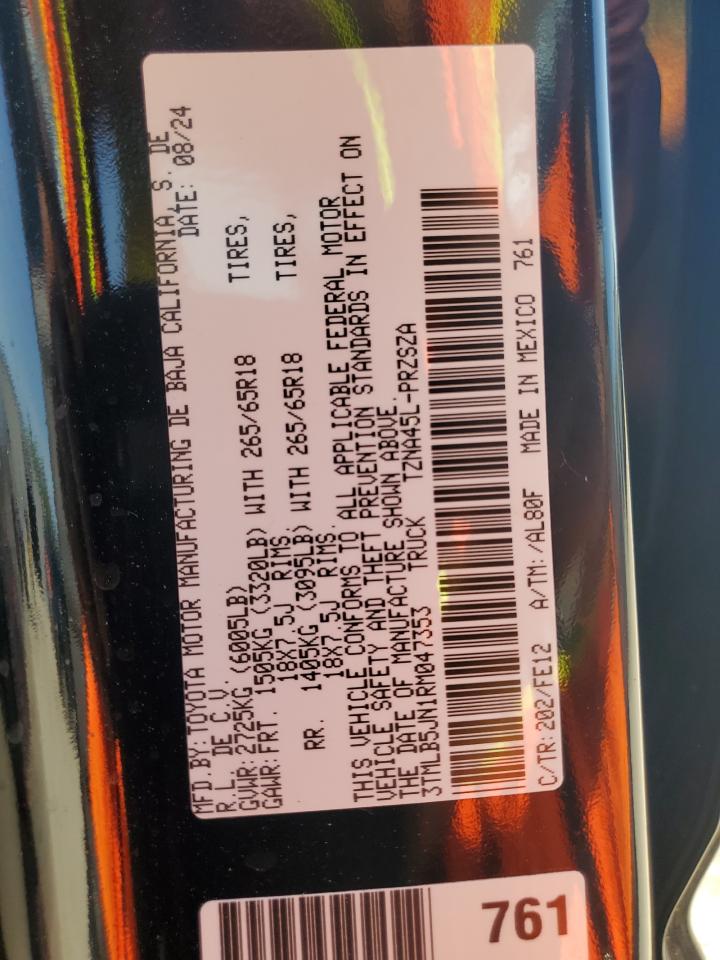 MFD.BY:TOYOTA MOTOR MANUFACTURING DE BAJA CALIFORNIA, S. DE
R.L. DE C.V. DATE: 08/24
GVWR:2725KG (6005LB)
GAWR:FRT. 1505KG (3320LB) WITH 265/65R18 TIRES,
18X7.5J RIMS.
RR. 1405KG (3095LB) WITH 265/65R18 TIRES,
18X7.5J RIMS.
THIS VEHICLE CONFORMS TO ALL APPLICABLE FEDERAL MOTOR
VEHICLE SAFETY AND THEFT PREVENTION STANDARDS IN EFFECT ON
THE DATE OF MANUFACTURE SHOWN ABOVE.
3TMLB5JN1RM047353 TRUCK TZNA45L-PRZSZA
C/TR:202/FE12 A/TM:/AL80F MADE IN MEXICO 761
761